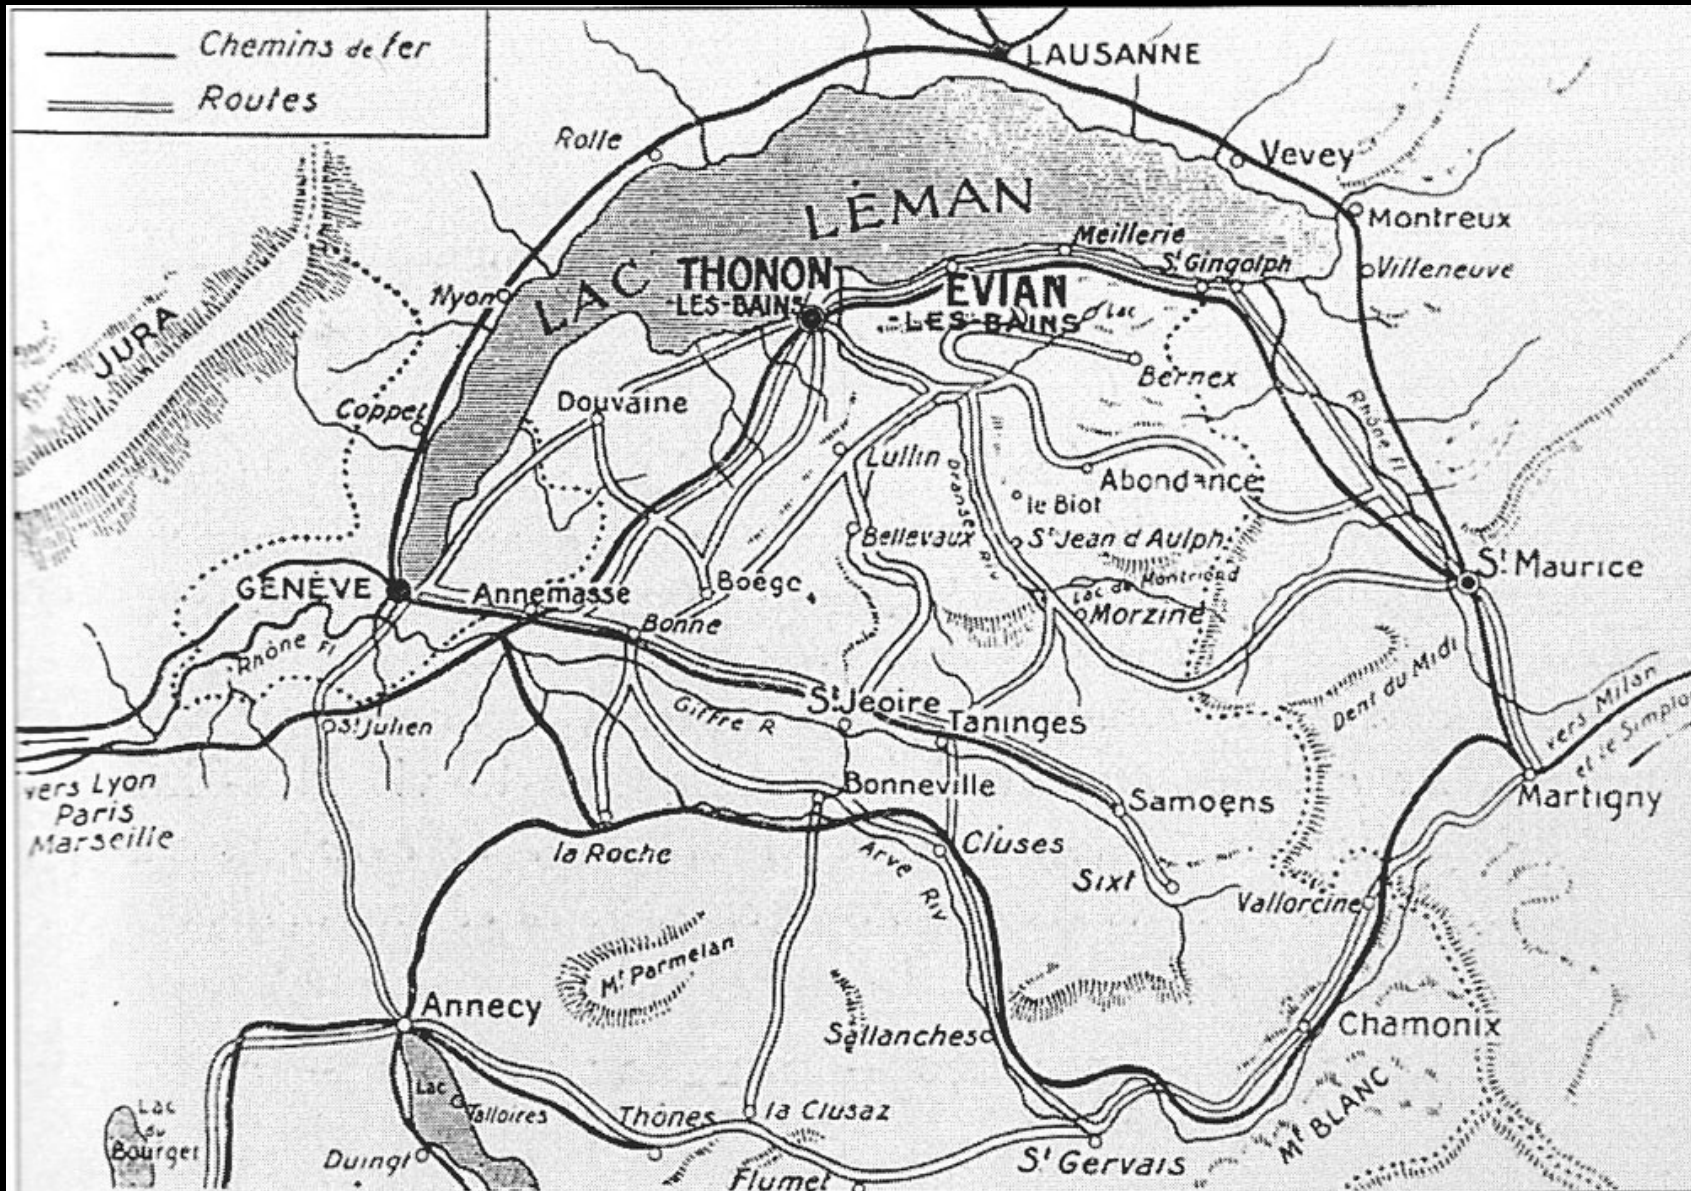 Chemins de fer
Routes
LAUSANNE
Rolle
Vevey
LAC LÉMAN
Montreux
Meillerie
St Gingolph
Villeneuve
THONON
-LES-BAINS
EVIAN
-LES-BAINS
Lac
Nyon
JURA
Bernex
Coppet
Douvaine
Rhône Fl
Lullin
Dranse Riv
Abondance
le Biot
Bellevaux
St Jean d'Aulph
St Maurice
GENÈVE
Annemasse
Boëge
Lac de Montriond
Morzine
Bonne
Rhône Fl
Dent du Midi
vers Milan
et le Simplon
St Jeoire
Giffre R
Taninges
St Julien
vers Lyon
Paris
Marseille
Bonneville
Samoëns
Martigny
la Roche
Cluses
Arve Riv
Sixt
Vallorcine
Mt Parmelan
Annecy
Sallanches
Chamonix
Mt BLANC
Lac
Talloires
Thônes
la Clusaz
Lac
du
Bourget
Duingt
St Gervais
Flumet